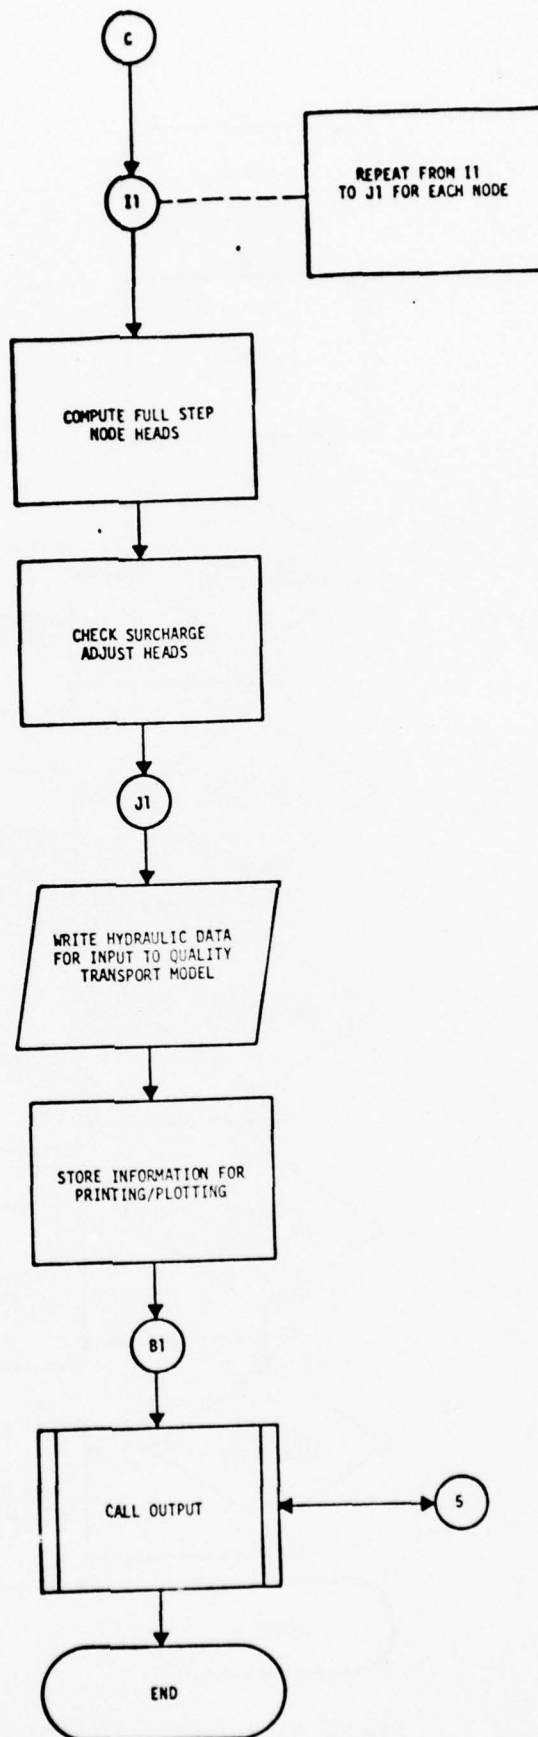 C
I1
REPEAT FROM I1
TO J1 FOR EACH NODE
COMPUTE FULL STEP
NODE HEADS
CHECK SURCHARGE
ADJUST HEADS
J1
WRITE HYDRAULIC DATA
FOR INPUT TO QUALITY
TRANSPORT MODEL
STORE INFORMATION FOR
PRINTING/PLOTTING
B1
CALL OUTPUT
5
END